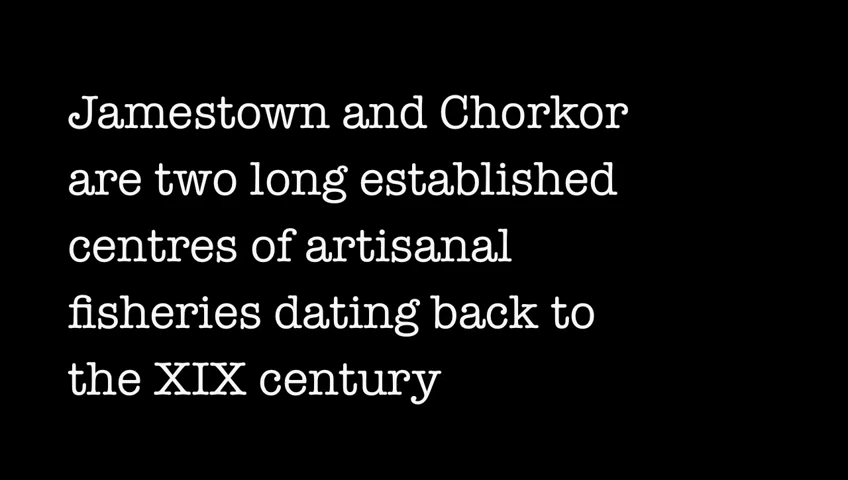 Jamestown and Chorkor
are two long established
centres of artisanal
fisheries dating back to
the XIX century